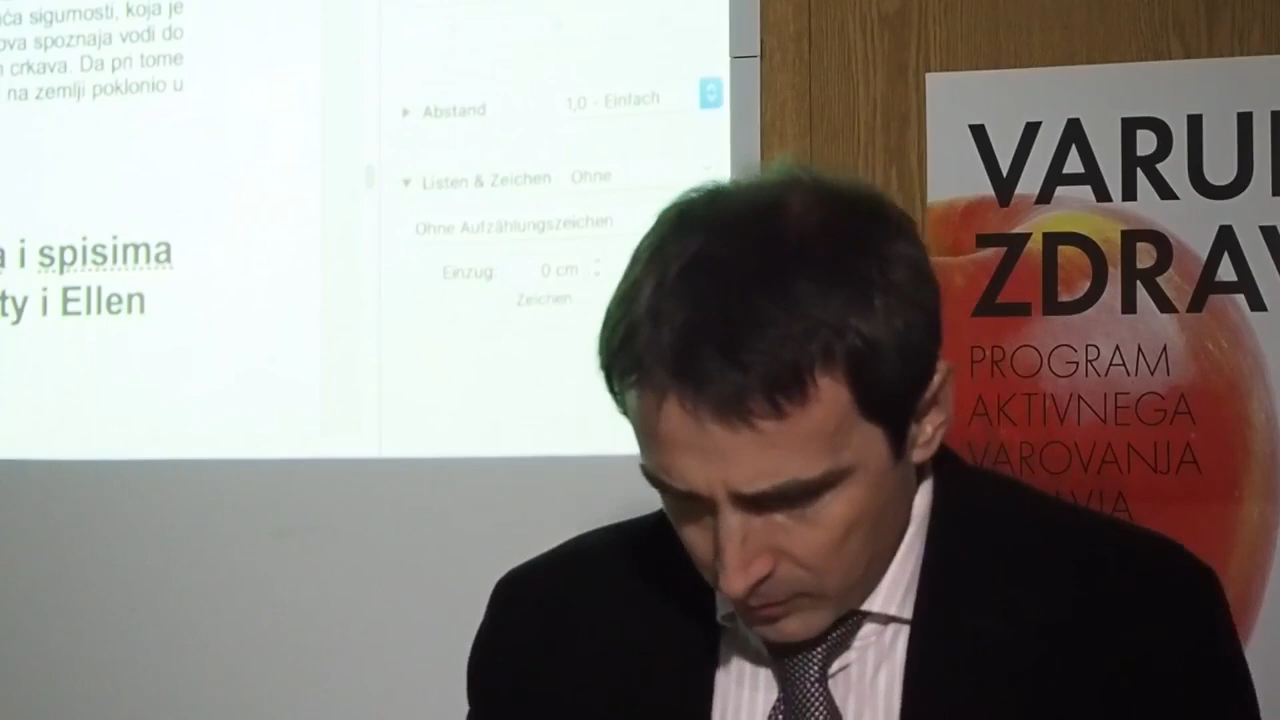 ća sigurnosti, koja je
ova spoznaja vodi do
crkava. Da pri tome
na zemlji poklonio u
a i spisima
ty i Ellen
Abstand 1,0 - Einfach
Listen & Zeichen Ohne
Ohne Aufzählungszeichen
Einzug: 0 cm
Zeichen
VARU
ZDRAV
PROGRAM
AKTIVNEGA
VAROVANJA